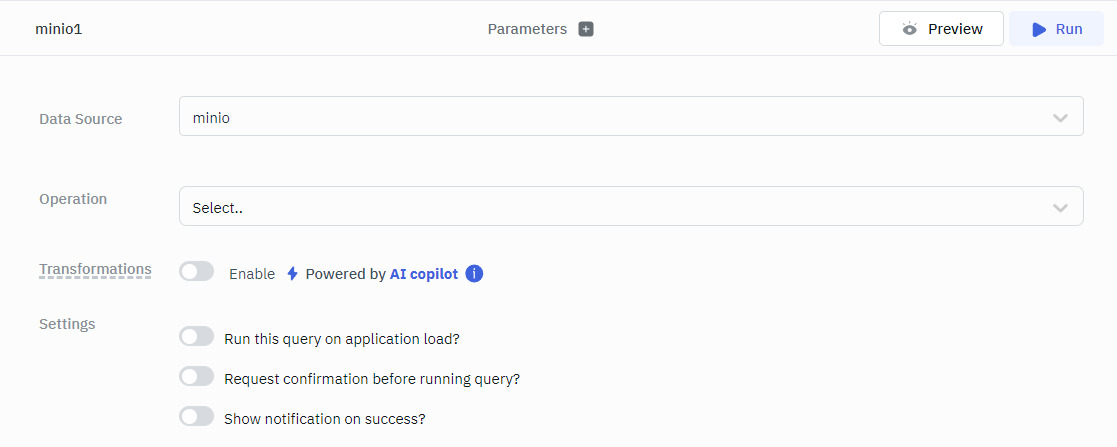 minio1
Parameters
Preview
Run
Data Source
minio
Operation
Select..
Transformations
Enable
Powered by AI copilot
Settings
Run this query on application load?
Request confirmation before running query?
Show notification on success?